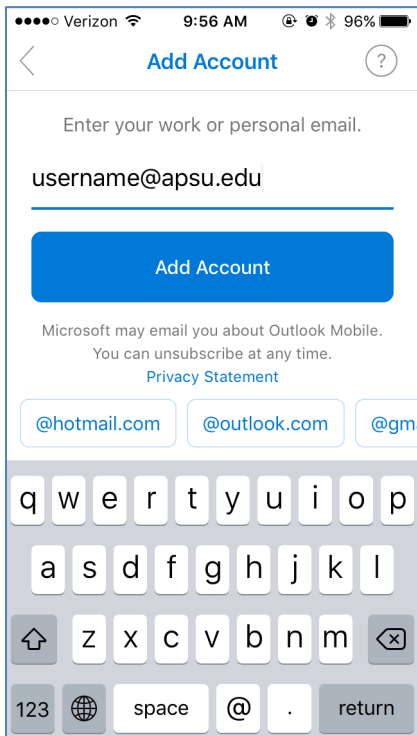 Verizon 9:56 AM 96%
Add Account ?
Enter your work or personal email.
username@apsu.edu
Add Account
Microsoft may email you about Outlook Mobile.
You can unsubscribe at any time.
Privacy Statement
@hotmail.com @outlook.com @gma
q w e r t y u i o p
a s d f g h j k l
z x c v b n m
123 space @ . return